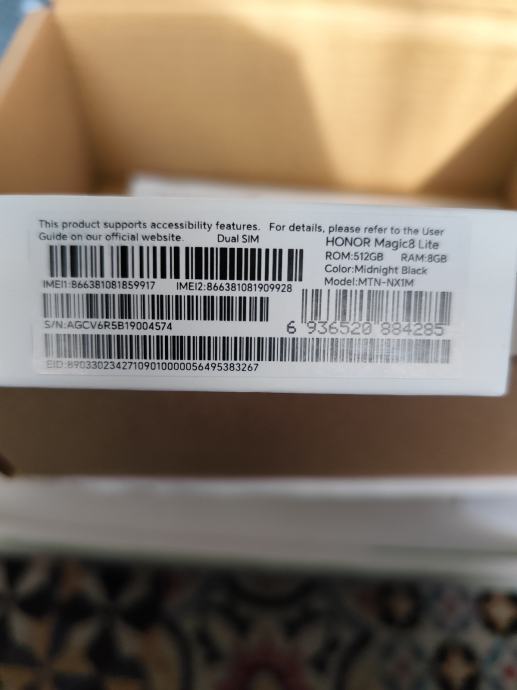 This product supports accessibility features. For details, please refer to the User
Guide on our official website.
Dual SIM
HONOR Magic8 Lite
ROM:512GB RAM:8GB
Color:Midnight Black
Model:MTN-NX1M
IMEI1:866381081859917 IMEI2:866381081909928
S/N:AGCV6R5B19004574
6 936520 884285
EID:89033023427109010000056495383267